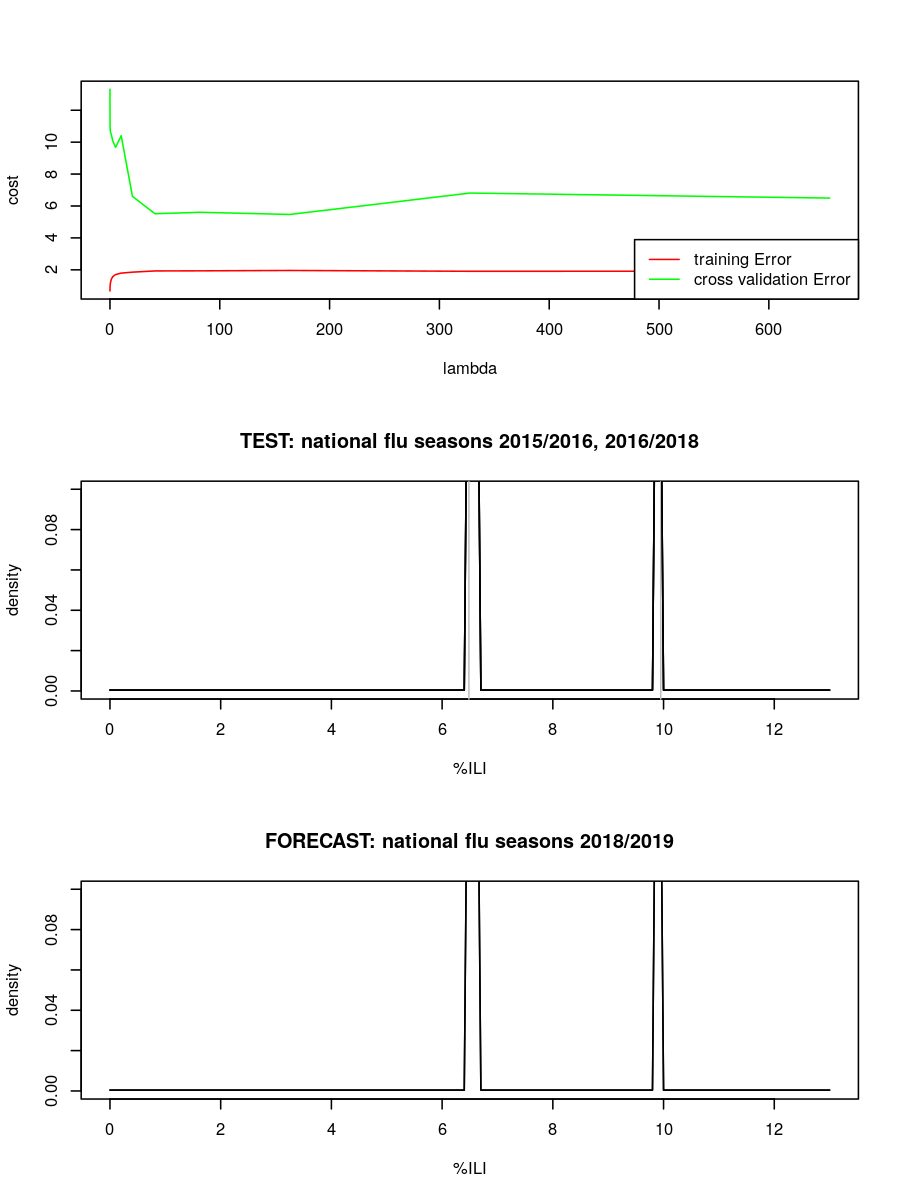 cost
10
8
6
4
2
training Error
cross validation Error
0 100 200 300 400 500 600
lambda
TEST: national flu seasons 2015/2016, 2016/2018
density
0.08
0.04
0.00
0 2 4 6 8 10 12
%ILI
FORECAST: national flu seasons 2018/2019
density
0.08
0.04
0.00
0 2 4 6 8 10 12
%ILI